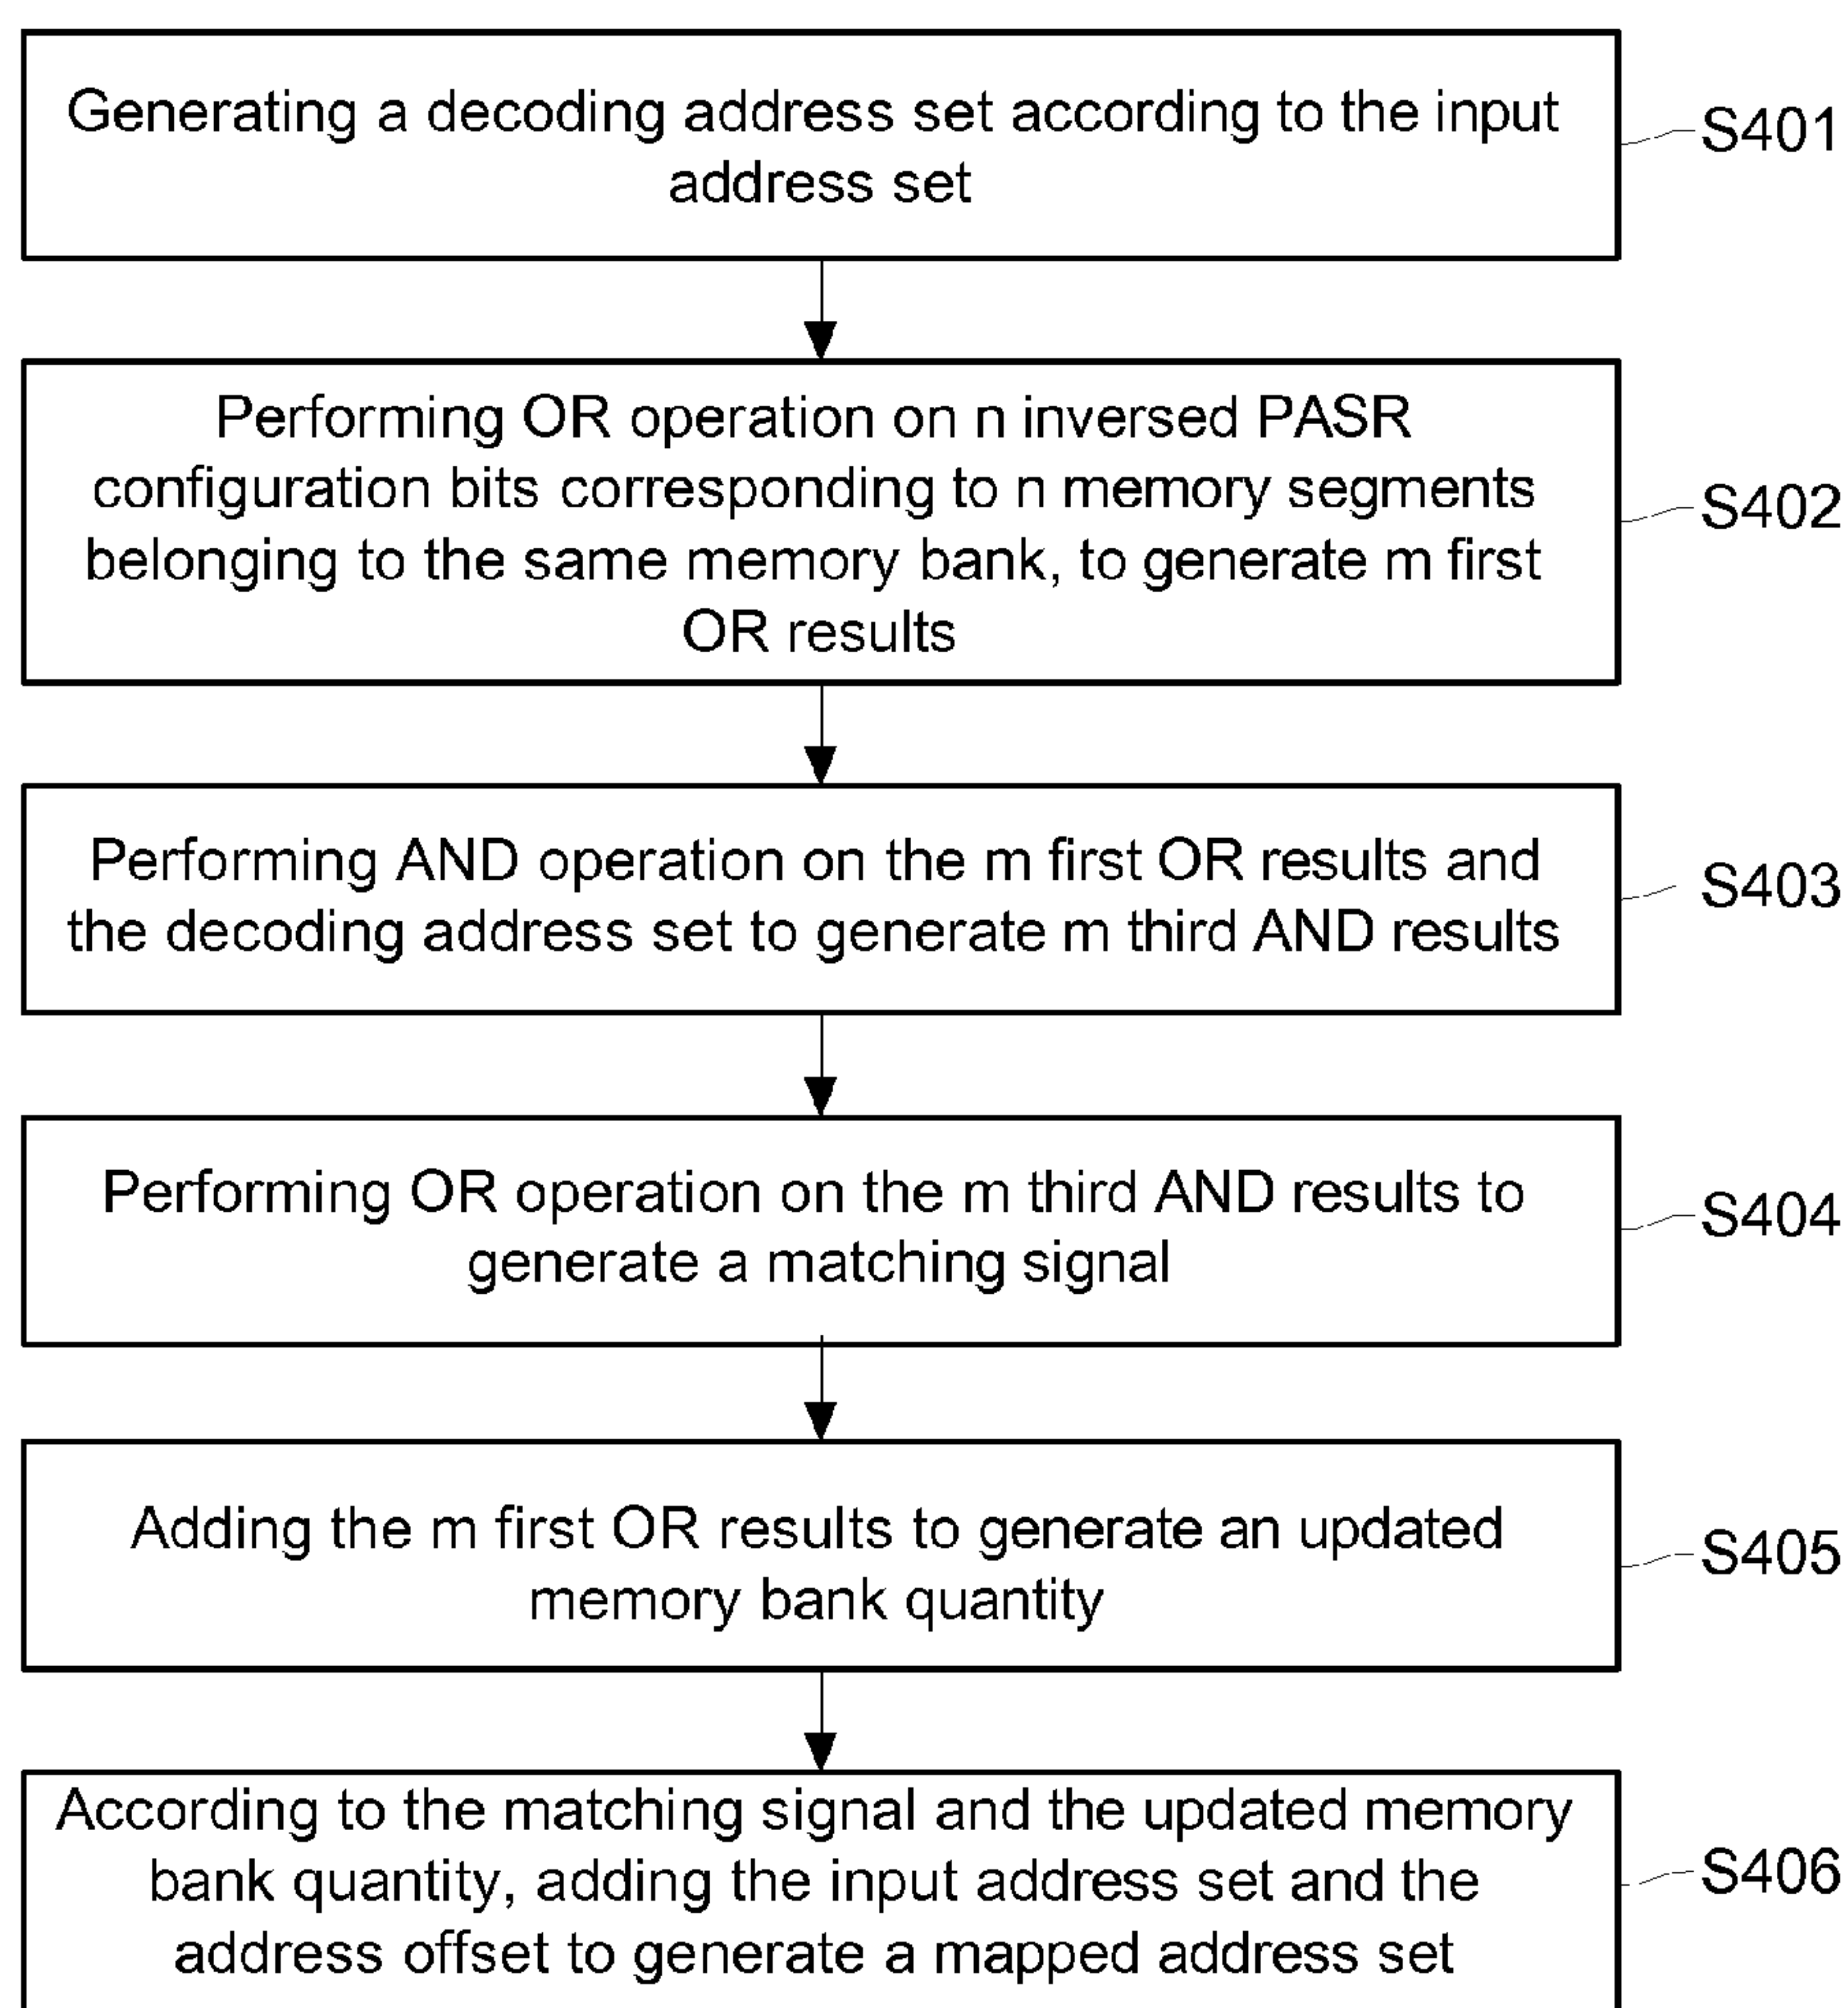 Generating a decoding address set according to the input
address set
S401
Performing OR operation on n inversed PASR
configuration bits corresponding to n memory segments
belonging to the same memory bank, to generate m first
OR results
S402
Performing AND operation on the m first OR results and
the decoding address set to generate m third AND results
S403
Performing OR operation on the m third AND results to
generate a matching signal
S404
Adding the m first OR results to generate an updated
memory bank quantity
S405
According to the matching signal and the updated memory
bank quantity, adding the input address set and the
address offset to generate a mapped address set
S406